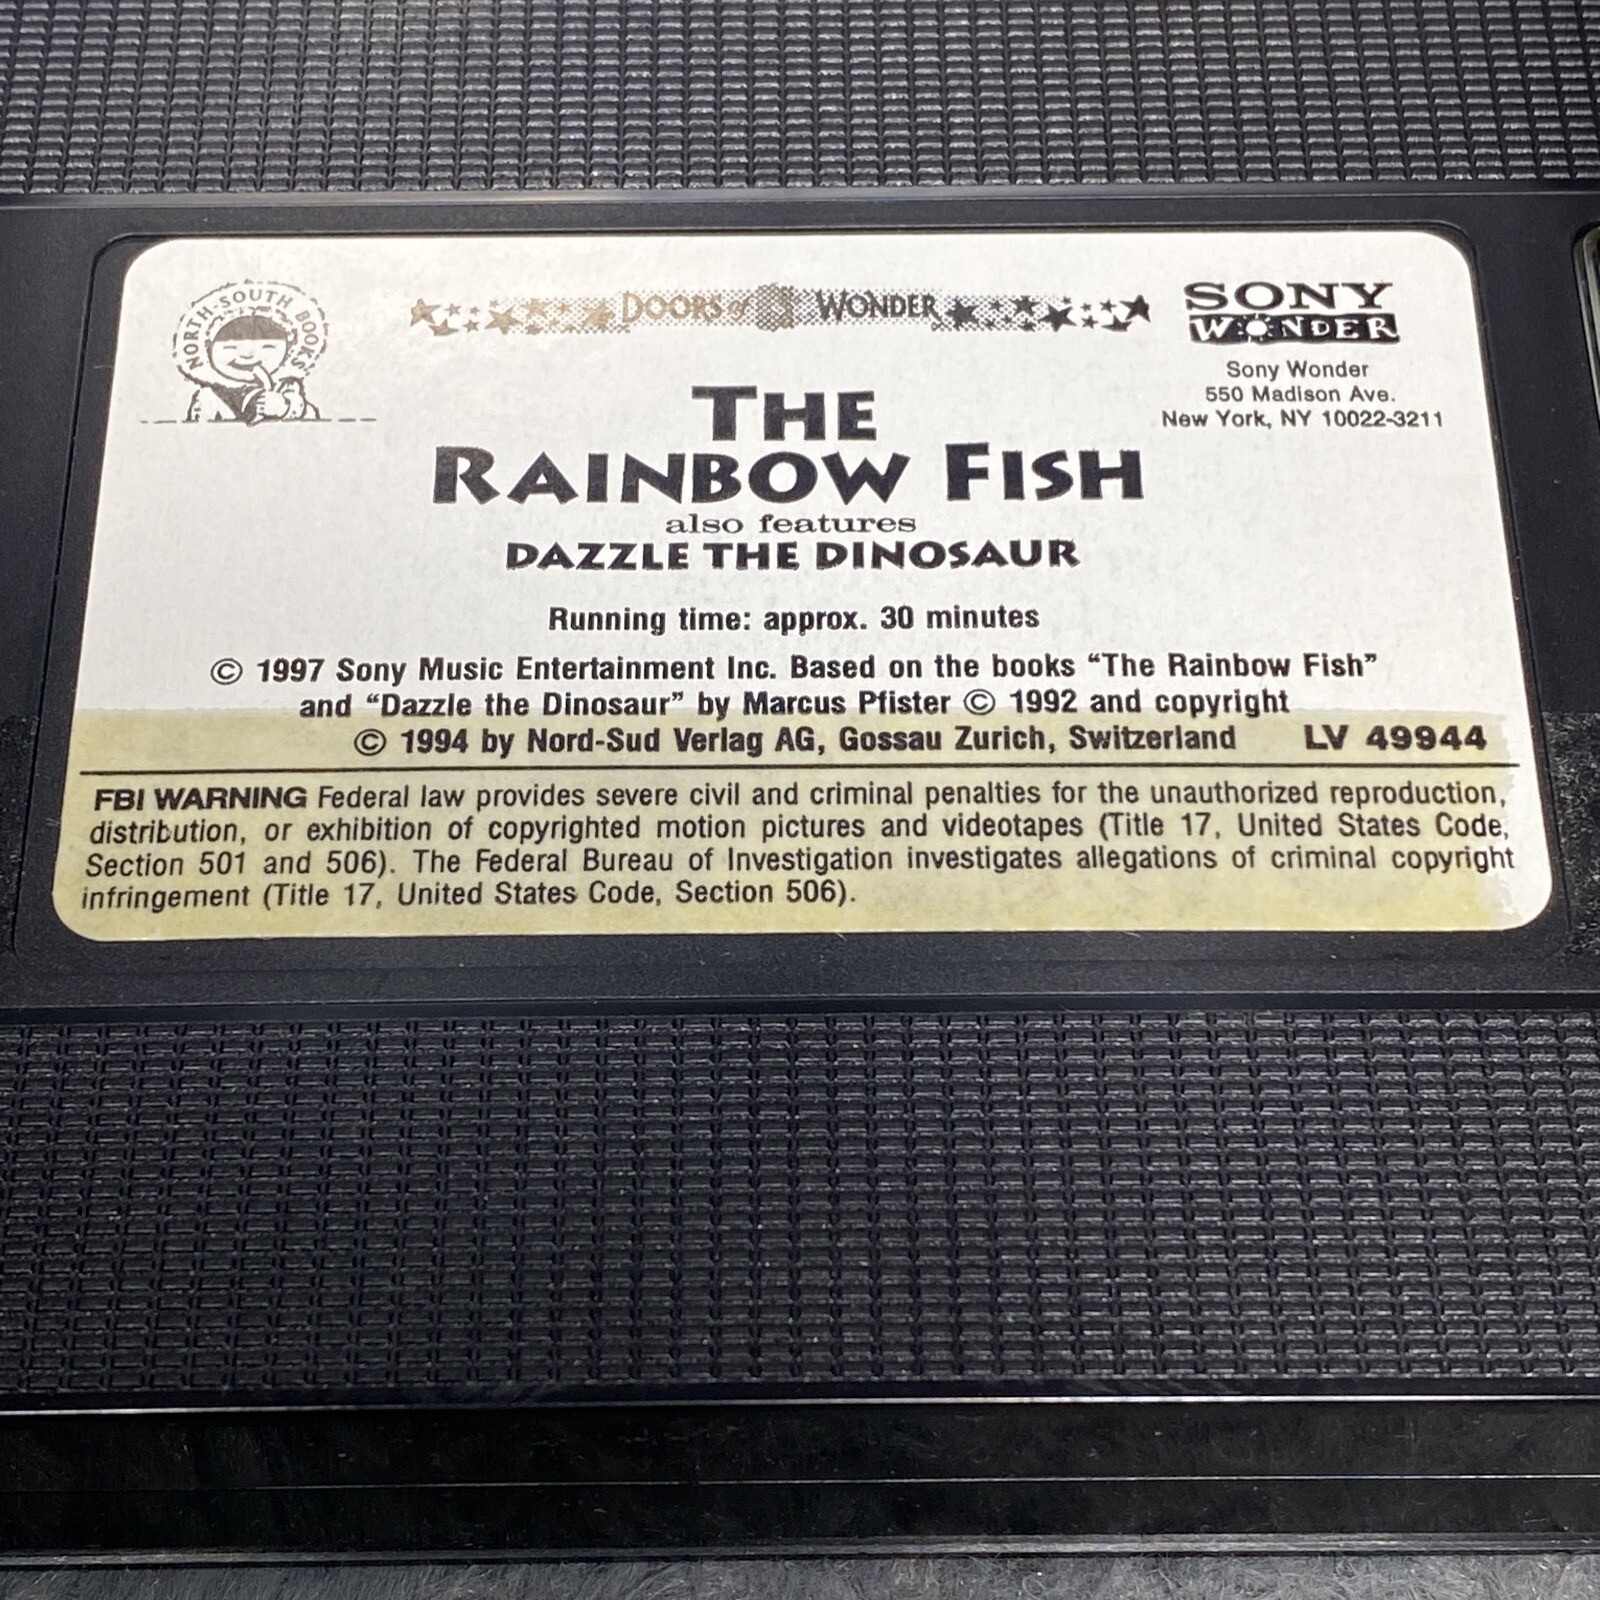 NORTH-SOUTH BOOKS
DOORS of WONDER
SONY
WONDER
Sony Wonder
550 Madison Ave.
New York, NY 10022-3211
THE
RAINBOW FISH
also features
DAZZLE THE DINOSAUR
Running time: approx. 30 minutes
© 1997 Sony Music Entertainment Inc. Based on the books “The Rainbow Fish”
and “Dazzle the Dinosaur” by Marcus Pfister © 1992 and copyright
© 1994 by Nord-Sud Verlag AG, Gossau Zurich, Switzerland LV 49944
FBI WARNING Federal law provides severe civil and criminal penalties for the unauthorized reproduction,
distribution, or exhibition of copyrighted motion pictures and videotapes (Title 17, United States Code,
Section 501 and 506). The Federal Bureau of Investigation investigates allegations of criminal copyright
infringement (Title 17, United States Code, Section 506).